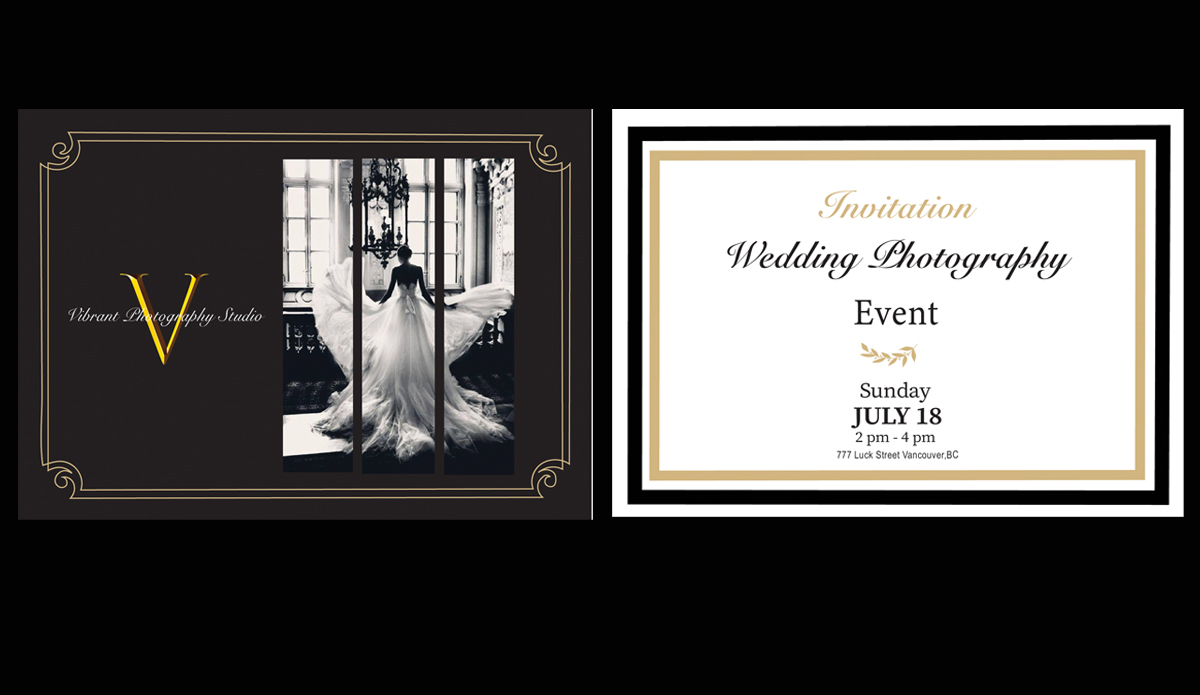 V
Vibrant Photography Studio
Invitation
Wedding Photography
Event
Sunday
JULY 18
2 pm - 4 pm
777 Luck Street Vancouver,BC